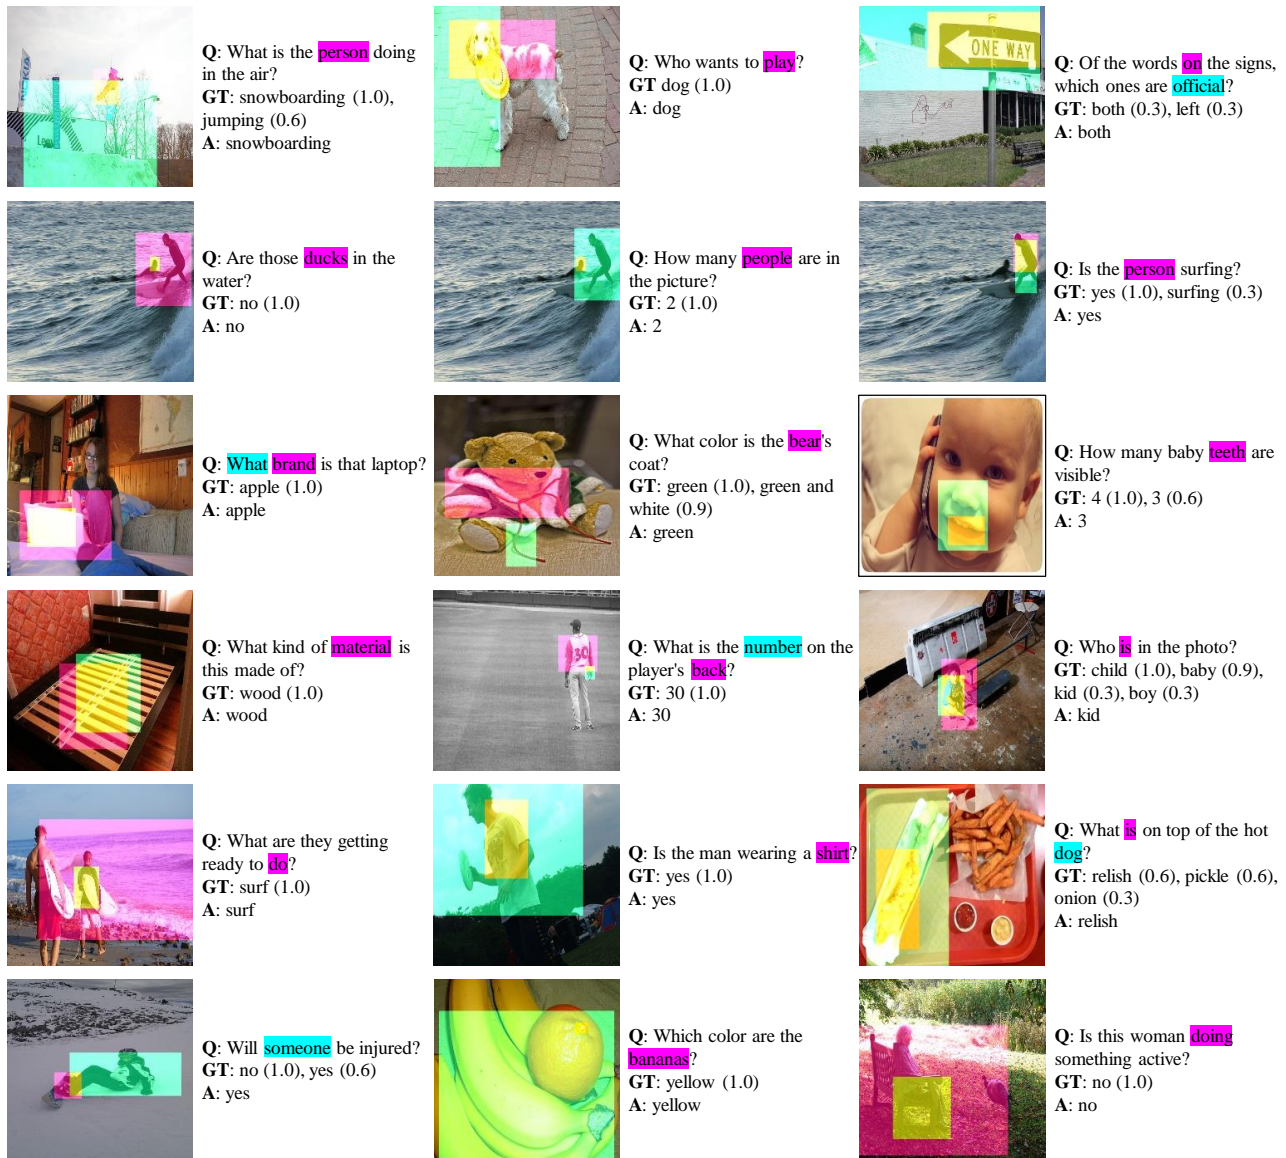 Q: What is the person doing
in the air?
GT: snowboarding (1.0),
jumping (0.6)
A: snowboarding
Q: Who wants to play?
GT dog (1.0)
A: dog
ONE WAY
Q: Of the words on the signs,
which ones are official?
GT: both (0.3), left (0.3)
A: both
Q: Are those ducks in the
water?
GT: no (1.0)
A: no
Q: How many people are in
the picture?
GT: 2 (1.0)
A: 2
Q: Is the person surfing?
GT: yes (1.0), surfing (0.3)
A: yes
Q: What brand is that laptop?
GT: apple (1.0)
A: apple
Q: What color is the bear's
coat?
GT: green (1.0), green and
white (0.9)
A: green
Q: How many baby teeth are
visible?
GT: 4 (1.0), 3 (0.6)
A: 3
Q: What kind of material is
this made of?
GT: wood (1.0)
A: wood
30
Q: What is the number on the
player's back?
GT: 30 (1.0)
A: 30
Q: Who is in the photo?
GT: child (1.0), baby (0.9),
kid (0.3), boy (0.3)
A: kid
Q: What are they getting
ready to do?
GT: surf (1.0)
A: surf
Q: Is the man wearing a shirt?
GT: yes (1.0)
A: yes
Q: What is on top of the hot
dog?
GT: relish (0.6), pickle (0.6),
onion (0.3)
A: relish
Q: Will someone be injured?
GT: no (1.0), yes (0.6)
A: yes
Q: Which color are the
bananas?
GT: yellow (1.0)
A: yellow
Q: Is this woman doing
something active?
GT: no (1.0)
A: no